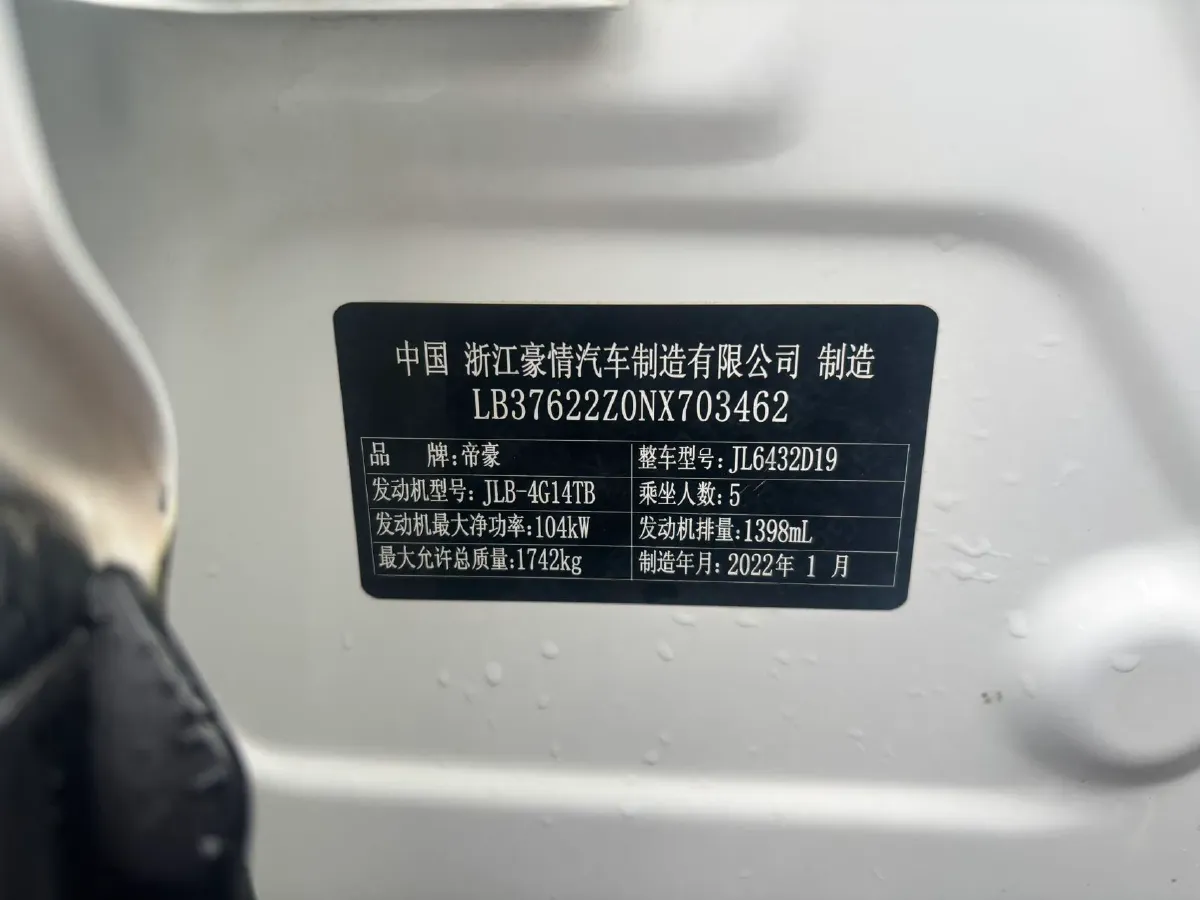 中国 浙江豪情汽车制造有限公司 制造
LB37622Z0NX703462
品 牌:帝豪 整车型号:JL6432D19
发动机型号:JLB-4G14TB 乘坐人数:5
发动机最大净功率:104kW 发动机排量:1398mL
最大允许总质量:1742kg 制造年月:2022年 1 月